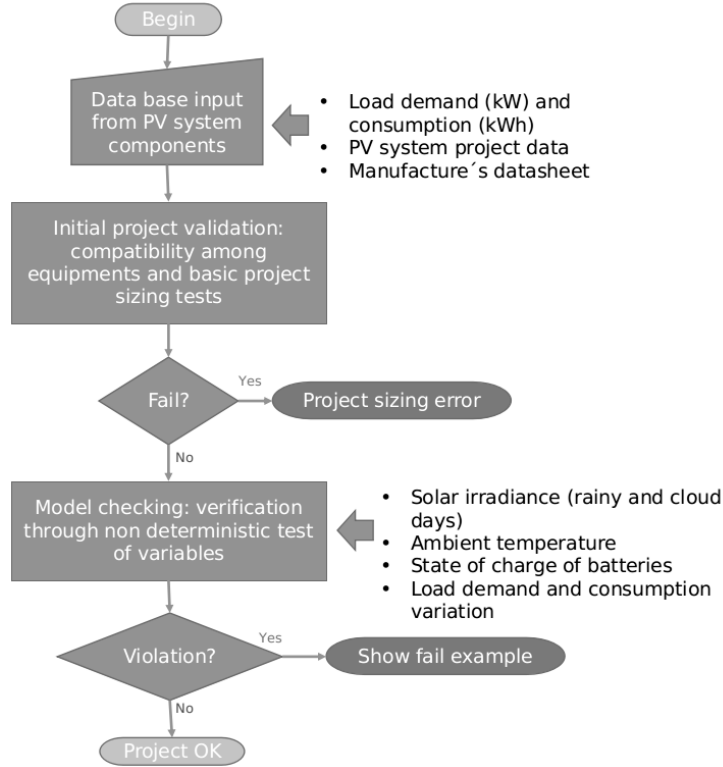 Begin
Data base input
from PV system
components
• Load demand (kW) and
consumption (kWh)
• PV system project data
• Manufacture´s datasheet
Initial project validation:
compatibility among
equipments and basic project
sizing tests
Fail?
Yes
Project sizing error
No
Model checking: verification
through non deterministic test
of variables
• Solar irradiance (rainy and cloud
days)
• Ambient temperature
• State of charge of batteries
• Load demand and consumption
variation
Violation?
Yes
Show fail example
No
Project OK